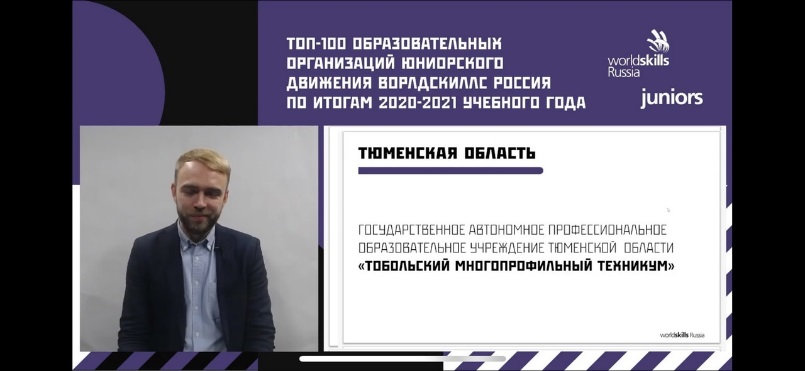 ТОП-100 ОБРАЗОВАТЕЛЬНЫХ
ОРГАНИЗАЦИЙ ЮНИОРСКОГО
ДВИЖЕНИЯ ВОРЛДСКИЛЛС РОССИЯ
ПО ИТОГАМ 2020-2021 УЧЕБНОГО ГОДА
worldskills
Russia
juniors
ТЮМЕНСКАЯ ОБЛАСТЬ
ГОСУДАРСТВЕННОЕ АВТОНОМНОЕ ПРОФЕССИОНАЛЬНОЕ
ОБРАЗОВАТЕЛЬНОЕ УЧРЕЖДЕНИЕ ТЮМЕНСКОЙ ОБЛАСТИ
«ТОБОЛЬСКИЙ МНОГОПРОФИЛЬНЫЙ ТЕХНИКУМ»
worldskills Russia